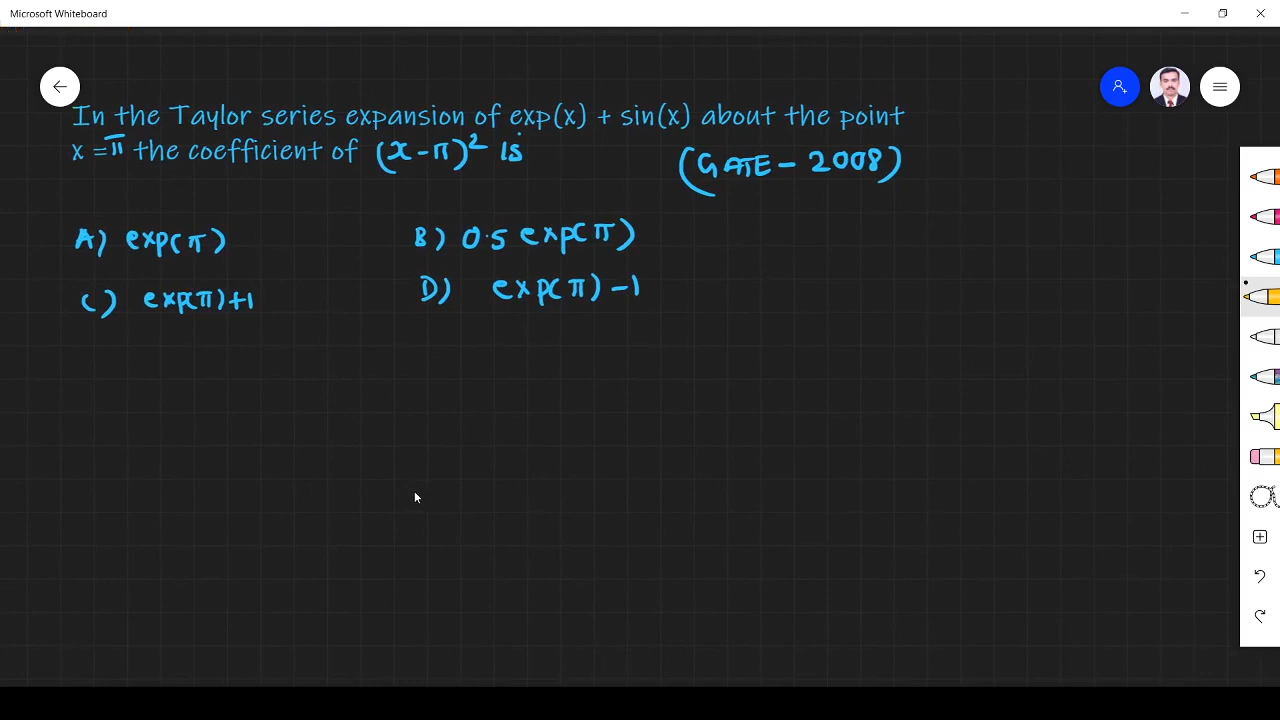 Microsoft Whiteboard
In the Taylor series expansion of exp(x) + sin(x) about the point
x = π the coefficient of (x-π)² is
(GATE - 2008)
A) exp(π)
B) 0.5 exp(π)
C) exp(π)+1
D) exp(π) -1